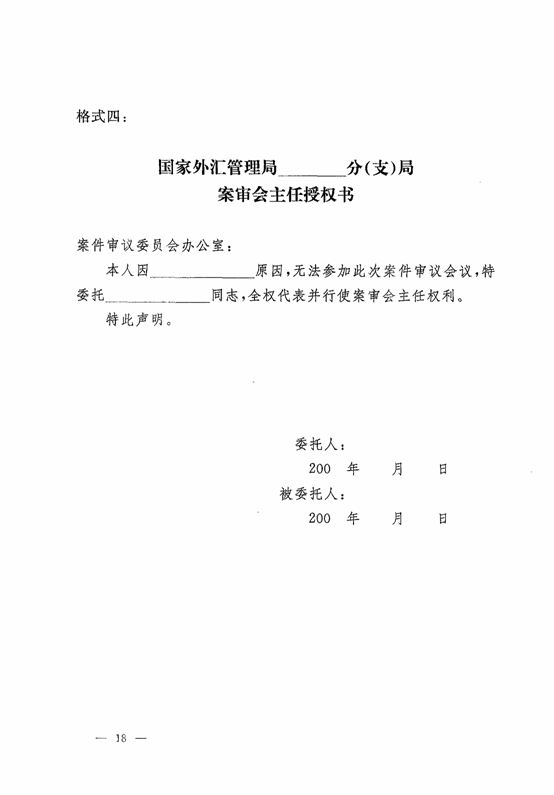 格式四：
国家外汇管理局________分(支)局
案审会主任授权书
案件审议委员会办公室：
本人因____________原因，无法参加此次案件审议会议，特
委托____________同志，全权代表并行使案审会主任权利。
特此声明。
委托人：
200 年 月 日
被委托人：
200 年 月 日
— 18 —